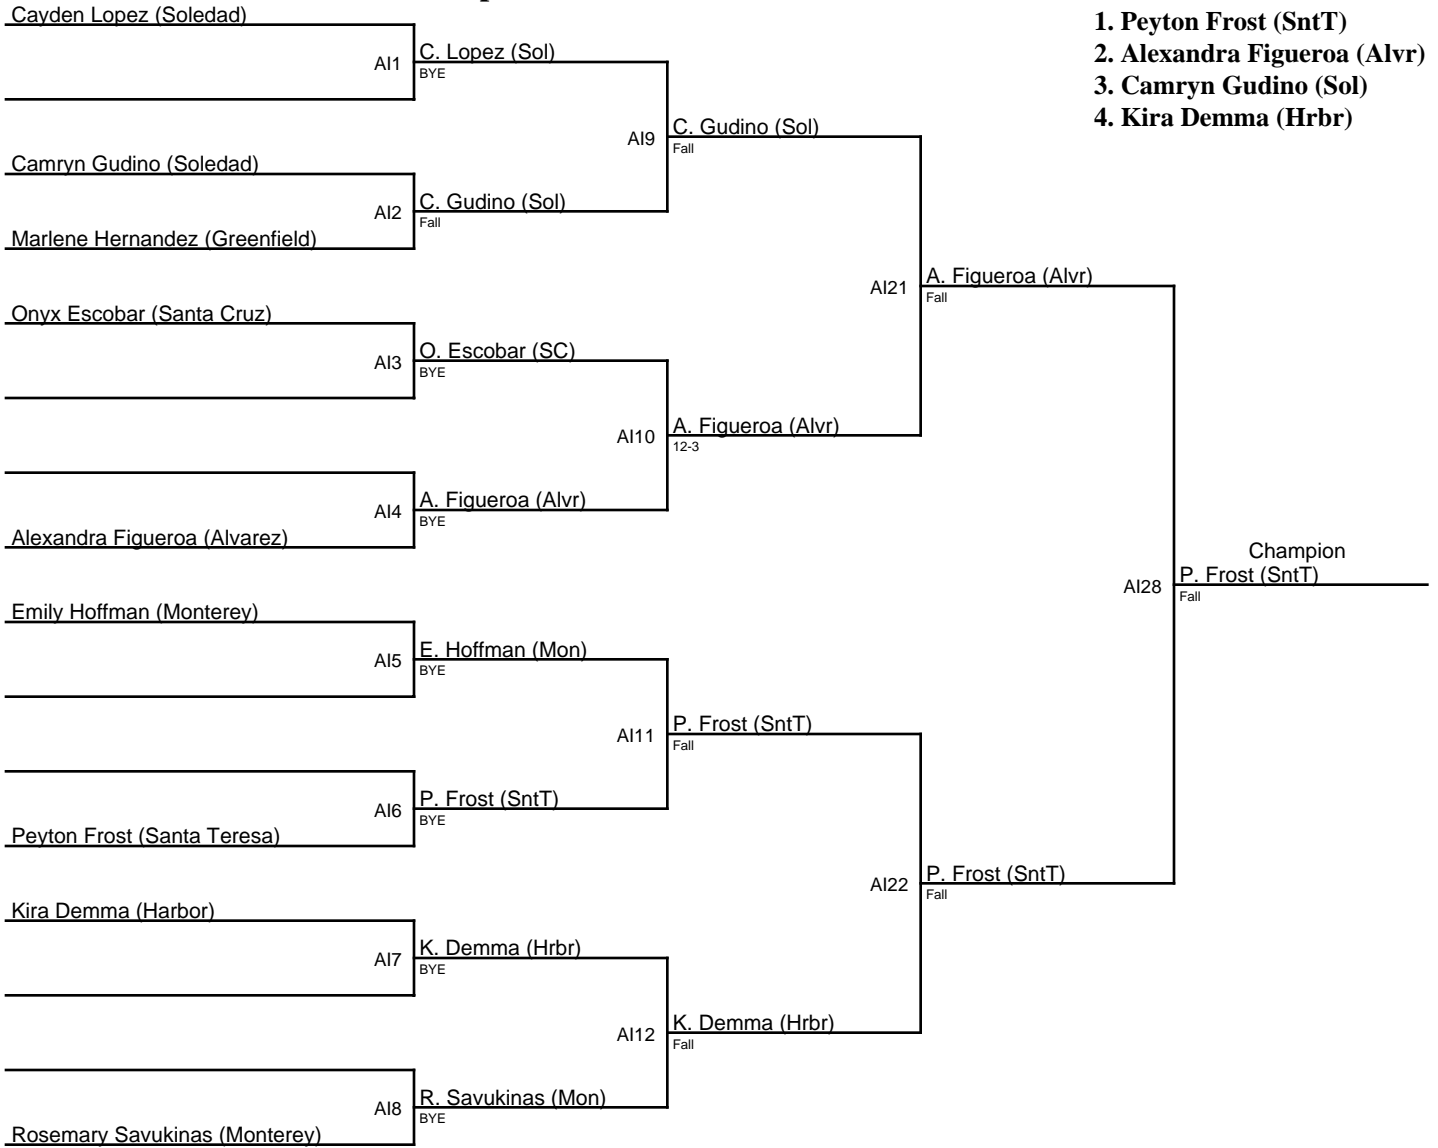 Cayden Lopez (Soledad)
AI1
C. Lopez (Sol)
BYE
Camryn Gudino (Soledad)
AI2
C. Gudino (Sol)
Fall
Marlene Hernandez (Greenfield)
AI9
C. Gudino (Sol)
Fall
Onyx Escobar (Santa Cruz)
AI3
O. Escobar (SC)
BYE
AI4
A. Figueroa (Alvr)
BYE
Alexandra Figueroa (Alvarez)
AI10
A. Figueroa (Alvr)
12-3
AI21
A. Figueroa (Alvr)
Fall
Emily Hoffman (Monterey)
AI5
E. Hoffman (Mon)
BYE
AI6
P. Frost (SntT)
BYE
Peyton Frost (Santa Teresa)
AI11
P. Frost (SntT)
Fall
Kira Demma (Harbor)
AI7
K. Demma (Hrbr)
BYE
AI8
R. Savukinas (Mon)
BYE
Rosemary Savukinas (Monterey)
AI12
K. Demma (Hrbr)
Fall
AI22
P. Frost (SntT)
Fall
AI28
Champion
P. Frost (SntT)
Fall
1. Peyton Frost (SntT)
2. Alexandra Figueroa (Alvr)
3. Camryn Gudino (Sol)
4. Kira Demma (Hrbr)